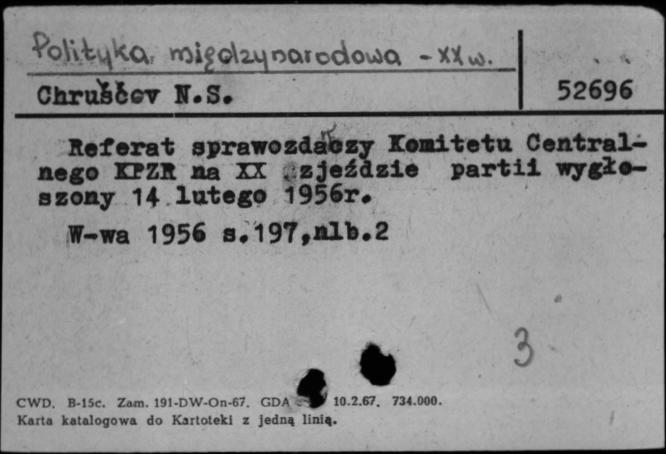 Polityka międzynarodowa - XX w.
Chruščov N.S.
52696
Referat sprawozdawczy Komitetu Central-
nego KPZR na XX zjeździe partii wygło-
szony 14 lutego 1956r.
W-wa 1956 s.197,nlb.2
3
CWD. B-15c. Zam. 191-DW-On-67. GDA 10.2.67. 734.000.
Karta katalogowa do Kartoteki z jedną linią.